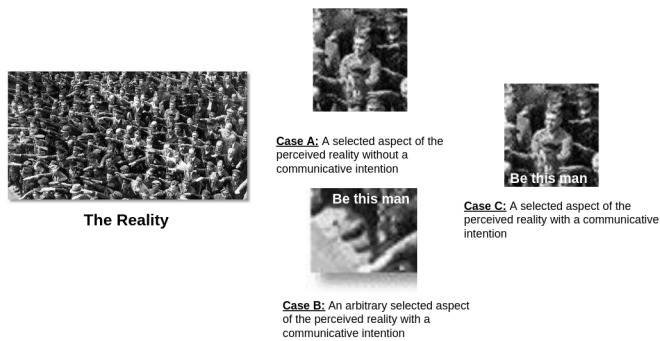 The Reality
Case A: A selected aspect of the
perceived reality without a
communicative intention
Be this man
Case B: An arbitrary selected aspect
of the perceived reality with a
communicative intention
Be this man
Case C: A selected aspect of the
perceived reality with a communicative
intention